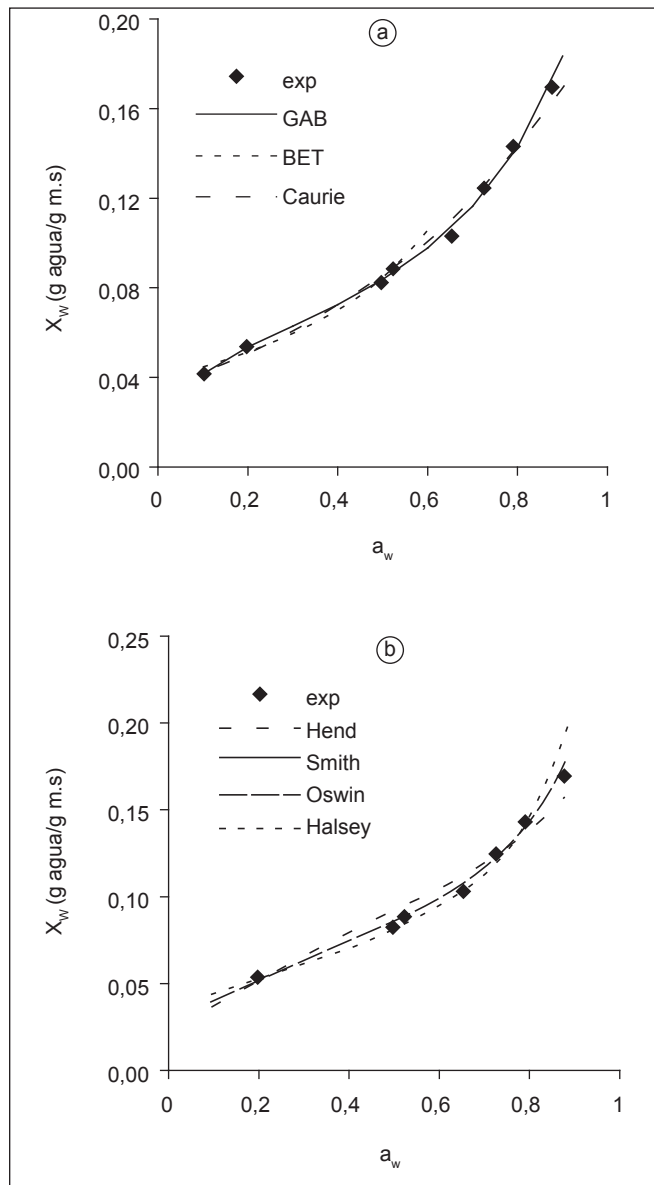 0,20
0,16
0,12
0,08
0,04
0,00
X_w (g agua/g m.s)
a
exp
GAB
BET
Caurie
0 0,2 0,4 0,6 0,8 1
a_w
0,25
0,20
0,15
0,10
0,05
0,00
X_w (g agua/g m.s)
b
exp
Hend
Smith
Oswin
Halsey
0 0,2 0,4 0,6 0,8 1
a_w